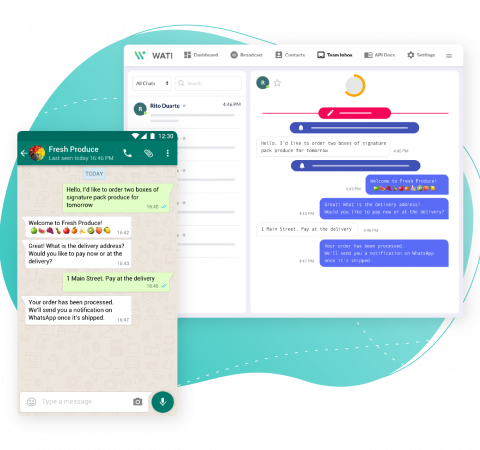 WATI
Dashboard
Broadcast
Contacts
Team Inbox
API Docs
Settings
All Chats
Search
R
Rito Duarte
4:46 PM
R
Hello, I'd like to order two boxes of signature
pack produce for tomorrow
4:40 PM
Welcome to Fresh Produce!
4:42 PM
Great! What is the delivery address?
Would you like to pay now or at the delivery?
4:43 PM
1 Main Street. Pay at the delivery
4:46 PM
Your order has been processed.
We'll send you a notification on WhatsApp
once it's shipped.
4:47 PM
12:30
Fresh Produce
Last seen today 16:46 PM
TODAY
Hello, I'd like to order two boxes of
signature pack produce for
tomorrow
16:40
Welcome to Fresh Produce!
16:42
Great! What is the delivery address?
Would you like to pay now or at the
delivery?
16:43
1 Main Street. Pay at the delivery
16:46
Your order has been processed.
We'll send you a notification on
WhatsApp once it's shipped.
16:47
Type a message